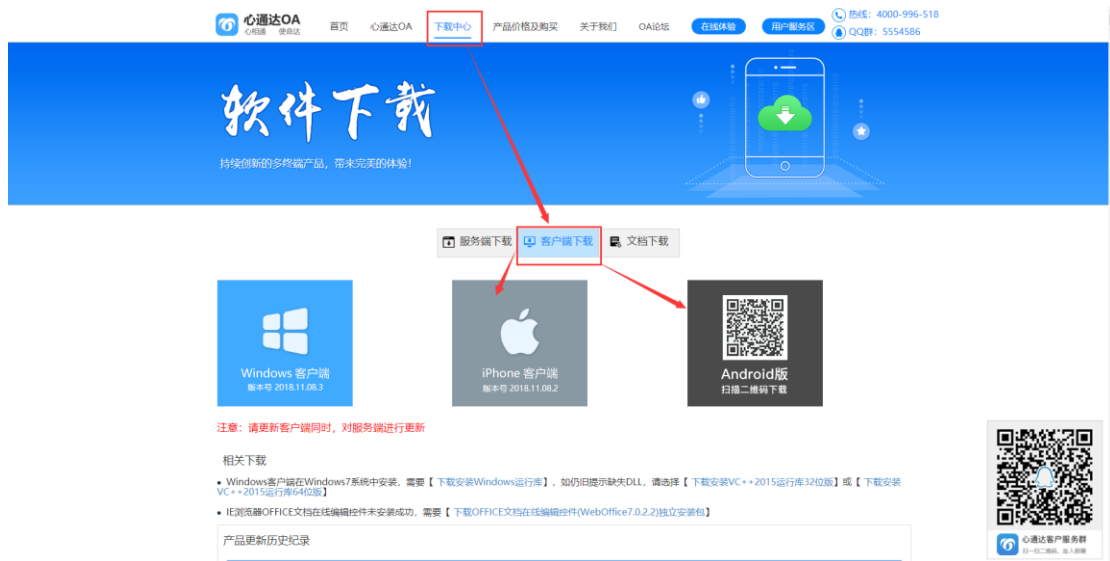 心通达OA
心相通 使命达
首页 心通达OA 下载中心 产品价格及购买 关于我们 OA论坛 在线体验 用户服务区
热线：4000-996-518
QQ群：5554586
软件下载
持续创新的多终端产品，带来完美的体验！
服务端下载 客户端下载 文档下载
Windows 客户端
版本号 2018.11.08.3
iPhone 客户端
版本号 2018.11.08.2
Android版
扫描二维码下载
注意：请更新客户端同时，对服务端进行更新
相关下载
• Windows客户端在Windows7系统中安装，需要【 下载安装Windows运行库】，如仍旧提示缺失DLL，请选择【 下载安装VC++2015运行库32位版】或【 下载安装
VC++2015运行库64位版】
• IE浏览器OFFICE文档在线编辑控件未安装成功，需要【 下载OFFICE文档在线编辑控件(WebOffice7.0.2.2)独立安装包】
产品更新历史纪录
心通达客户服务群
扫一扫二维码，加入群聊